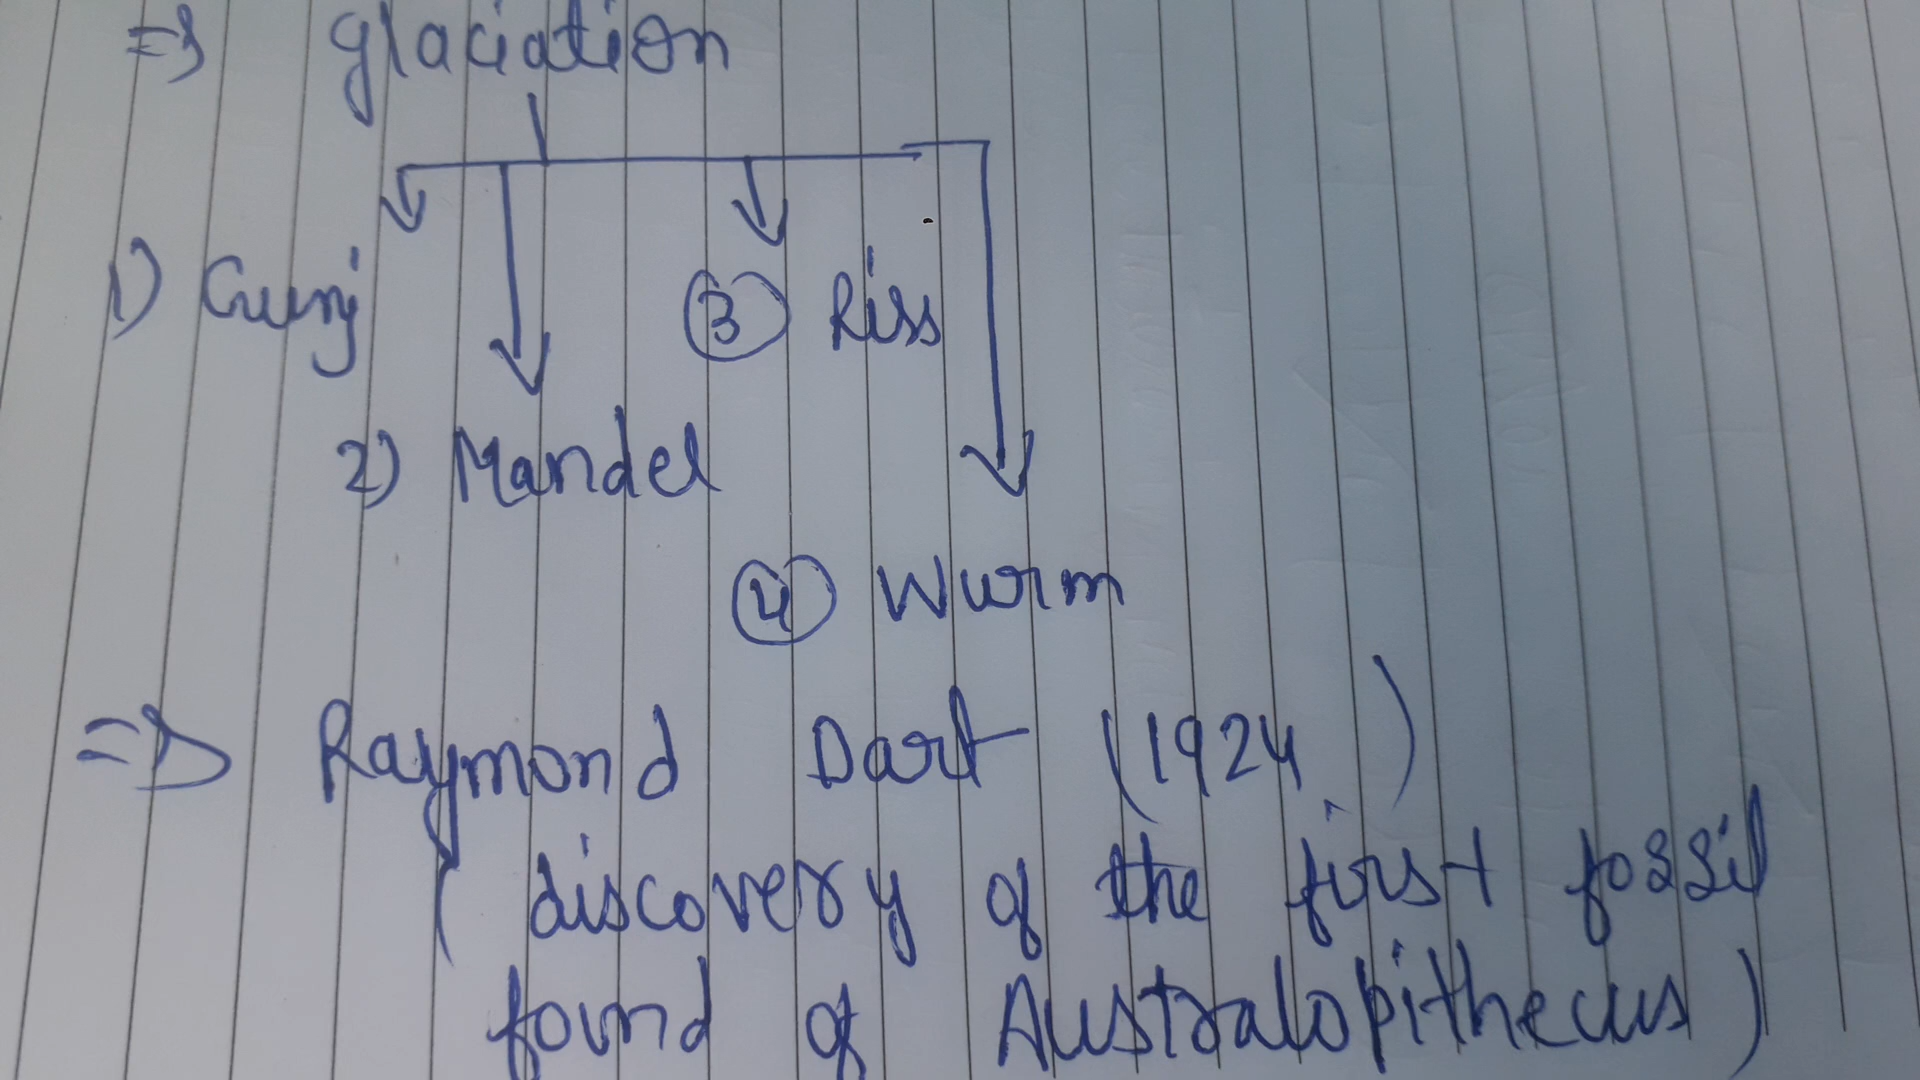 => glaciation
1) Gunj
3 Riss
2) Mandel
4 Wurm
=> Raymond Dart (1924)
( discovery of the first fossil
found of Australopithecus)